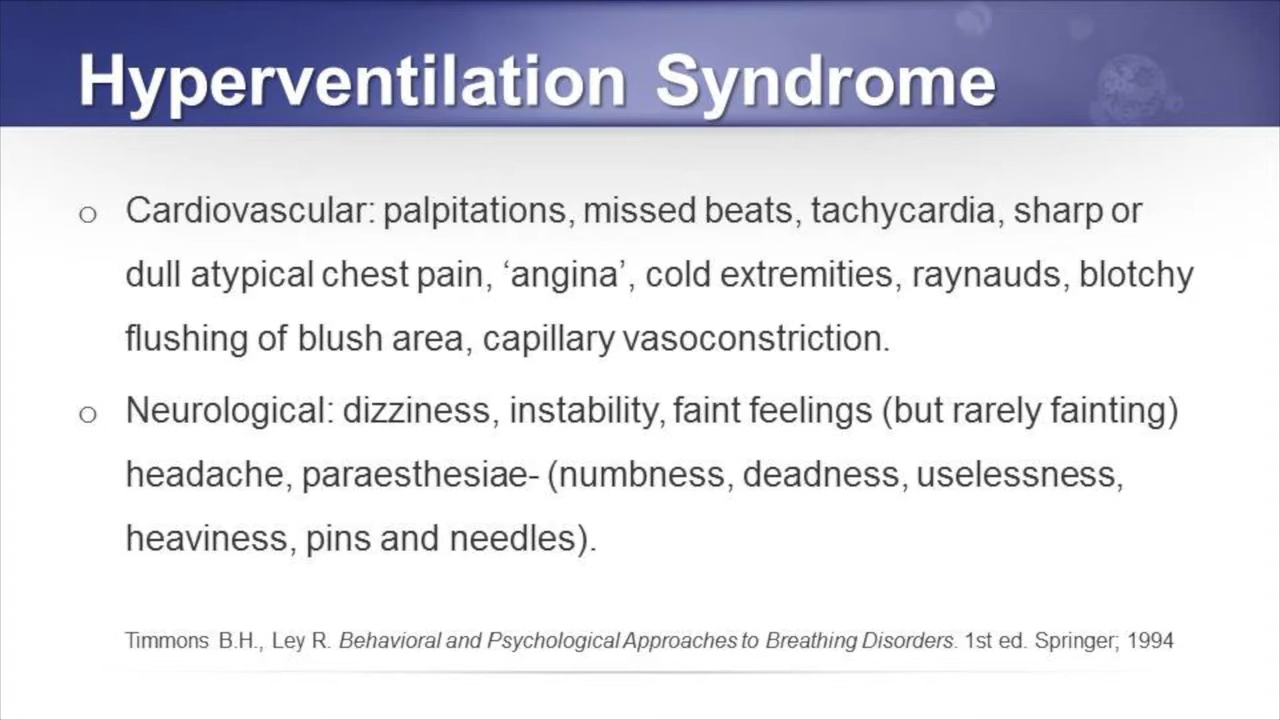 Hyperventilation Syndrome
o Cardiovascular: palpitations, missed beats, tachycardia, sharp or
dull atypical chest pain, ‘angina’, cold extremities, raynauds, blotchy
flushing of blush area, capillary vasoconstriction.
o Neurological: dizziness, instability, faint feelings (but rarely fainting)
headache, paraesthesiae- (numbness, deadness, uselessness,
heaviness, pins and needles).
Timmons B.H., Ley R. Behavioral and Psychological Approaches to Breathing Disorders. 1st ed. Springer; 1994